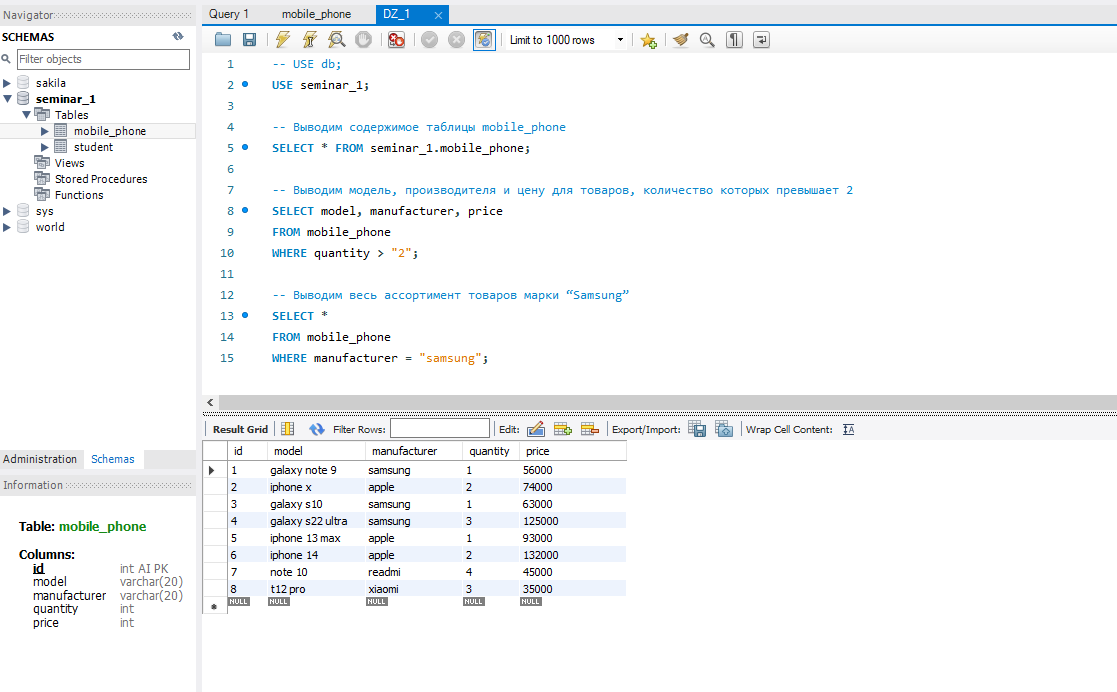 Navigator
SCHEMAS
Filter objects
sakila
seminar_1
Tables
mobile_phone
student
Views
Stored Procedures
Functions
sys
world
Administration Schemas
Information
Table: mobile_phone
Columns:
id int AI PK
model varchar(20)
manufacturer varchar(20)
quantity int
price int
Query 1 mobile_phone DZ_1
Limit to 1000 rows
1 -- USE db;
2 USE seminar_1;
3
4 -- Выводим содержимое таблицы mobile_phone
5 SELECT * FROM seminar_1.mobile_phone;
6
7 -- Выводим модель, производителя и цену для товаров, количество которых превышает 2
8 SELECT model, manufacturer, price
9 FROM mobile_phone
10 WHERE quantity > "2";
11
12 -- Выводим весь ассортимент товаров марки “Samsung”
13 SELECT *
14 FROM mobile_phone
15 WHERE manufacturer = "samsung";
Result Grid Filter Rows: Edit: Export/Import: Wrap Cell Content:
id model manufacturer quantity price
1 galaxy note 9 samsung 1 56000
2 iphone x apple 2 74000
3 galaxy s10 samsung 1 63000
4 galaxy s22 ultra samsung 3 125000
5 iphone 13 max apple 1 93000
6 iphone 14 apple 2 132000
7 note 10 readmi 4 45000
8 t12 pro xiaomi 3 35000
NULL NULL NULL NULL NULL